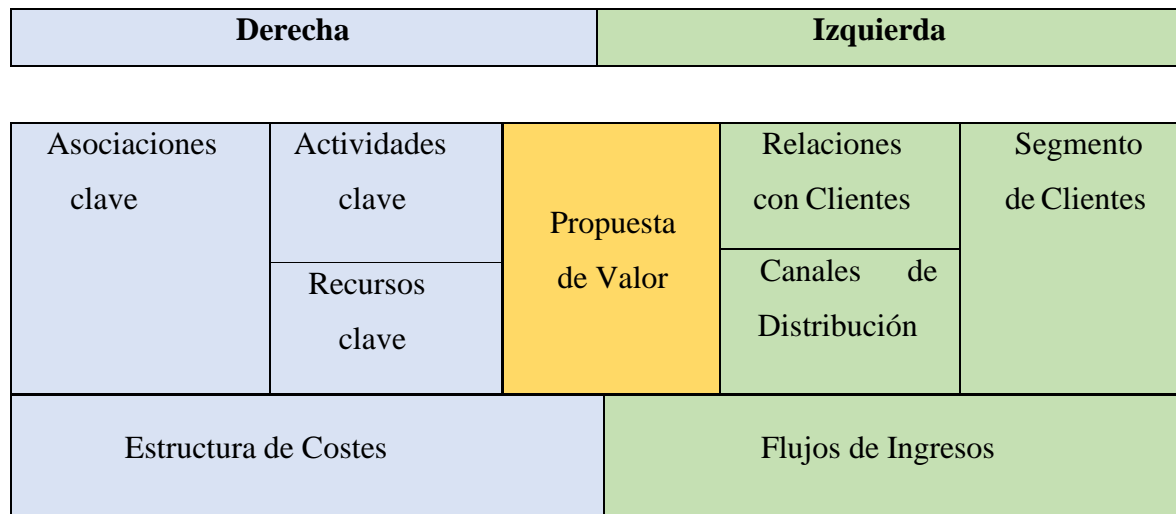 Derecha
Izquierda
Asociaciones
clave
Actividades
clave
Recursos
clave
Propuesta
de Valor
Relaciones
con Clientes
Canales de
Distribución
Segmento
de Clientes
Estructura de Costes
Flujos de Ingresos